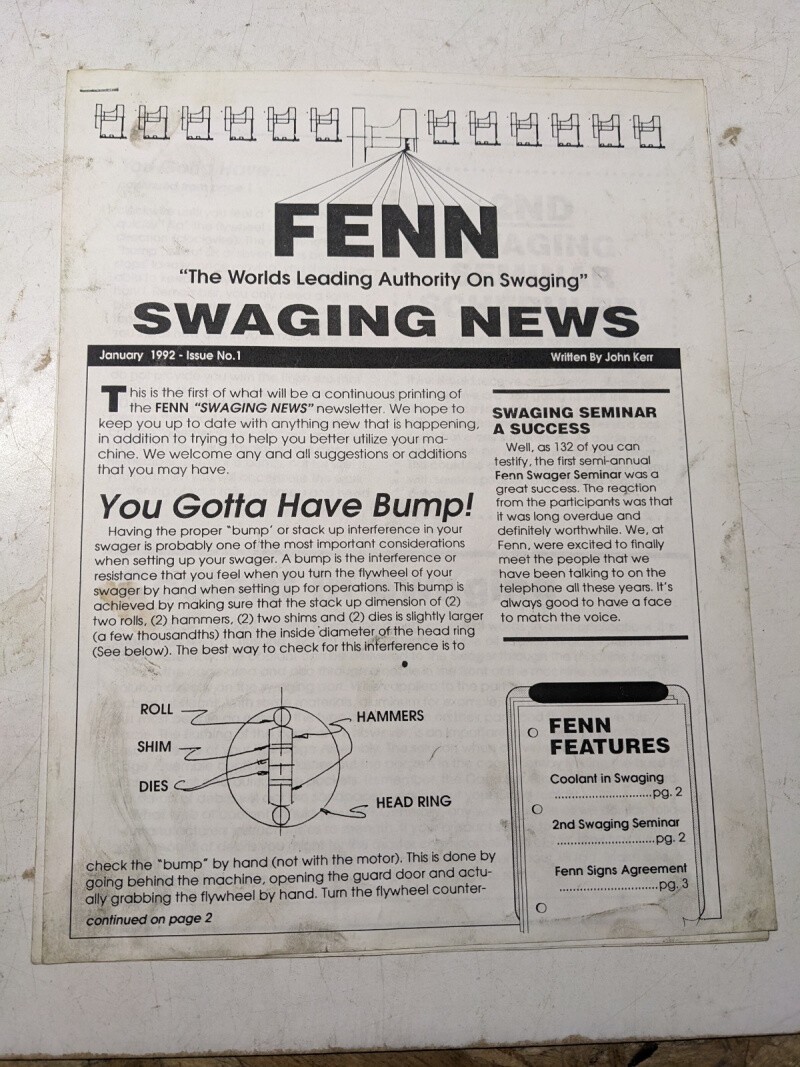 FENN
"The Worlds Leading Authority On Swaging"
SWAGING NEWS
January 1992 - Issue No.1
Written By John Kerr
This is the first of what will be a continuous printing of
the FENN "SWAGING NEWS" newsletter. We hope to
keep you up to date with anything new that is happening,
in addition to trying to help you better utilize your ma-
chine. We welcome any and all suggestions or additions
that you may have.
You Gotta Have Bump!
Having the proper "bump' or stack up interference in your
swager is probably one of the most important considerations
when setting up your swager. A bump is the interference or
resistance that you feel when you turn the flywheel of your
swager by hand when setting up for operations. This bump is
achieved by making sure that the stack up dimension of (2)
two rolls, (2) hammers, (2) two shims and (2) dies is slightly larger
(a few thousandths) than the inside diameter of the head ring
(See below). The best way to check for this interference is to
ROLL
SHIM
DIES
HAMMERS
HEAD RING
check the "bump" by hand (not with the motor). This is done by
going behind the machine, opening the guard door and actu-
ally grabbing the flywheel by hand. Turn the flywheel counter-
continued on page 2
SWAGING SEMINAR
A SUCCESS
Well, as 132 of you can
testify, the first semi-annual
Fenn Swager Seminar was a
great success. The reaction
from the participants was that
it was long overdue and
definitely worthwhile. We, at
Fenn, were excited to finally
meet the people that we
have been talking to on the
telephone all these years. It's
always good to have a face
to match the voice.
FENN
FEATURES
Coolant in Swaging
............................pg. 2
2nd Swaging Seminar
............................pg. 2
Fenn Signs Agreement
............................pg. 3